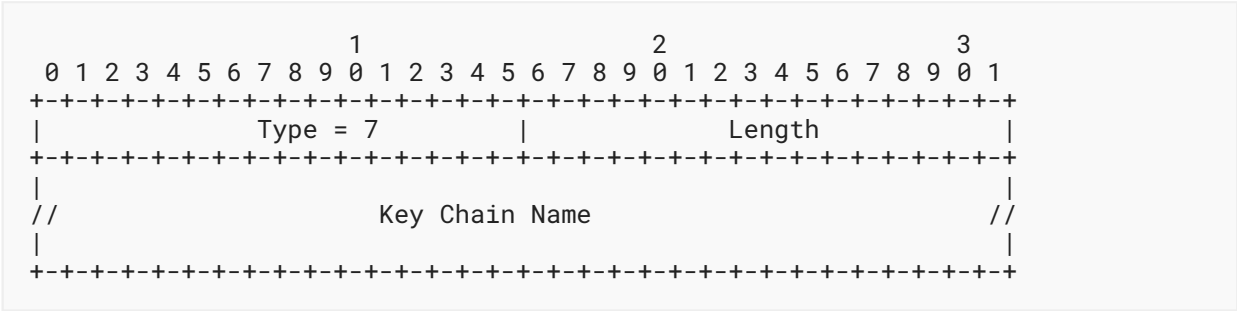 1                   2                   3
 0 1 2 3 4 5 6 7 8 9 0 1 2 3 4 5 6 7 8 9 0 1 2 3 4 5 6 7 8 9 0 1
+-+-+-+-+-+-+-+-+-+-+-+-+-+-+-+-+-+-+-+-+-+-+-+-+-+-+-+-+-+-+-+-+
|              Type = 7         |             Length            |
+-+-+-+-+-+-+-+-+-+-+-+-+-+-+-+-+-+-+-+-+-+-+-+-+-+-+-+-+-+-+-+-+
|                                                               |
//                     Key Chain Name                          //
|                                                               |
+-+-+-+-+-+-+-+-+-+-+-+-+-+-+-+-+-+-+-+-+-+-+-+-+-+-+-+-+-+-+-+-+